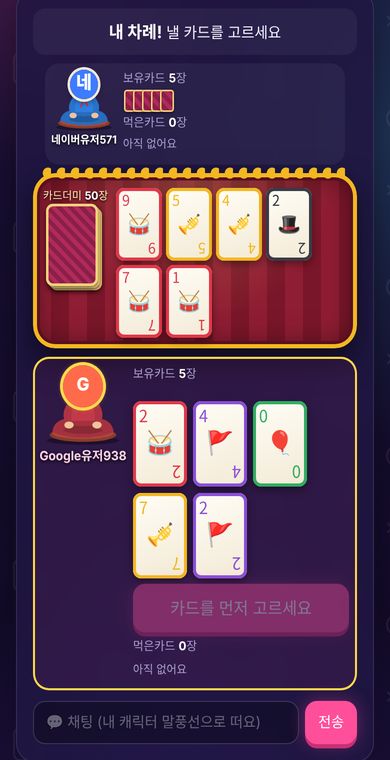 내 차례! 낼 카드를 고르세요
네
보유카드 5장
먹은카드 0장
네이버유저571
아직 없어요
카드더미 50장
9 9
5 5
4 4
2 2
7 7
1 1
G
보유카드 5장
Google유저938
2 2
4 4
0 0
7 7
2 2
카드를 먼저 고르세요
먹은카드 0장
아직 없어요
💬 채팅 (내 캐릭터 말풍선으로 떠요)
전송